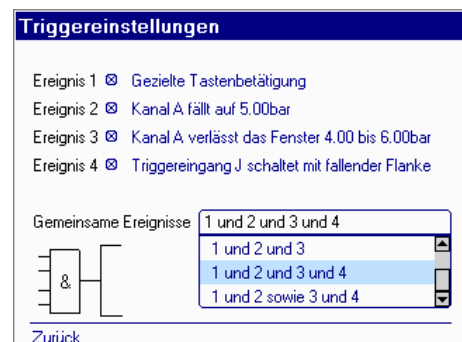 Triggereinstellungen
Ereignis 1 Gezielte Tastenbetätigung
Ereignis 2 Kanal A fällt auf 5.00bar
Ereignis 3 Kanal A verlässt das Fenster 4.00 bis 6.00bar
Ereignis 4 Triggereingang J schaltet mit fallender Flanke
Gemeinsame Ereignisse 1 und 2 und 3 und 4
1 und 2 und 3
1 und 2 und 3 und 4
1 und 2 sowie 3 und 4
&
Zurück